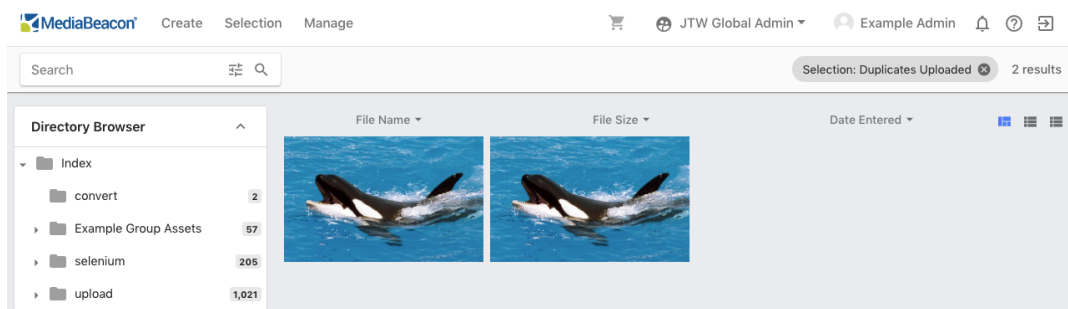 MediaBeacon® Create Selection Manage JTW Global Admin Example Admin
Search Selection: Duplicates Uploaded 2 results
Directory Browser
File Name File Size Date Entered
Index
convert 2
Example Group Assets 57
selenium 205
upload 1,021